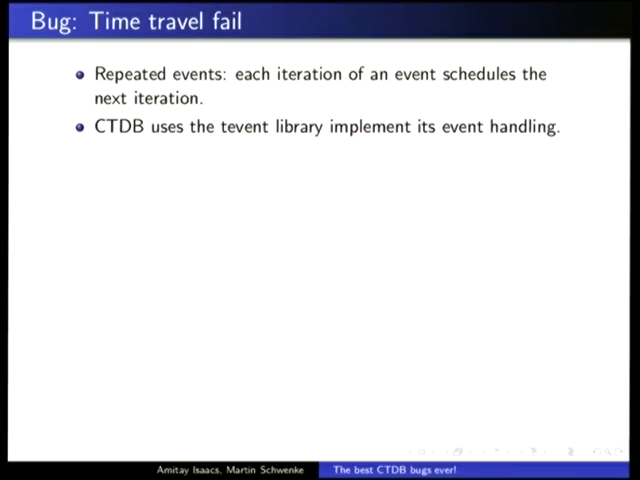 Bug: Time travel fail
Repeated events: each iteration of an event schedules the
next iteration.
CTDB uses the tevent library implement its event handling.
Amitay Isaacs, Martin Schwenke
The best CTDB bugs ever!